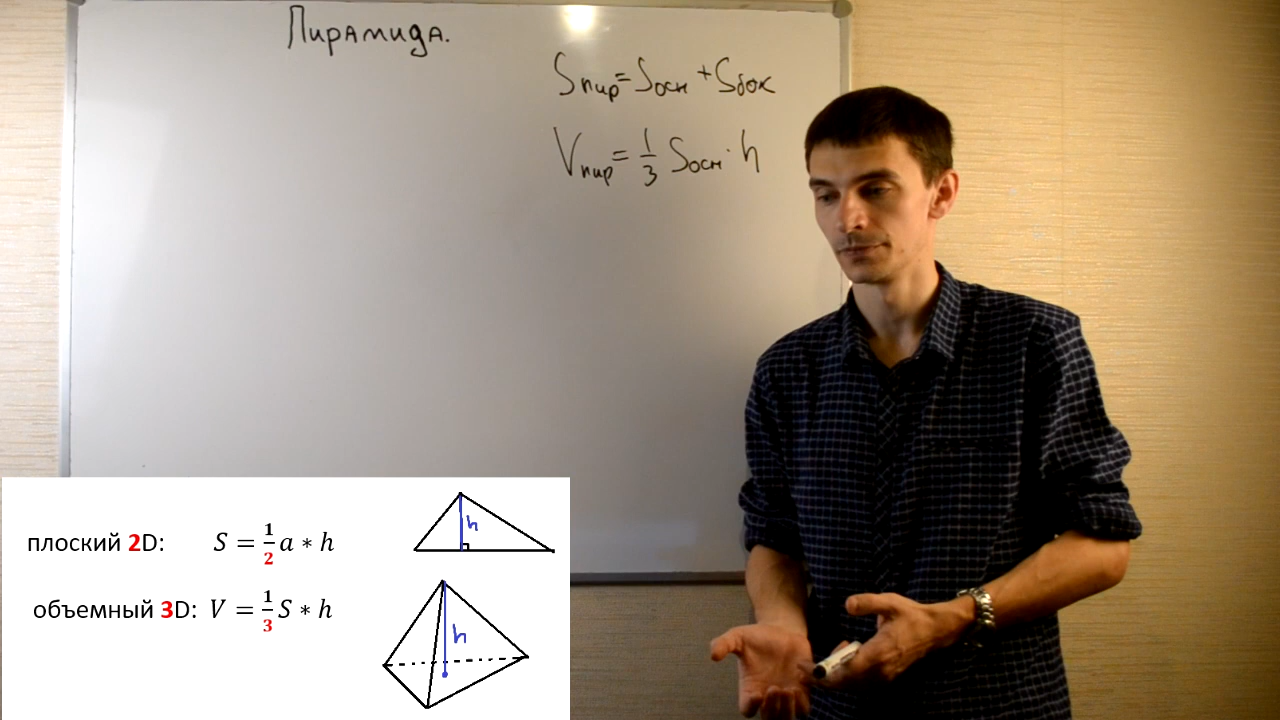 Пирамида.
Sпир = Sосн + Sбок
Vпир = 1/3 Sосн · h
плоский 2D: S = 1/2 a * h
h
объемный 3D: V = 1/3 S * h
h